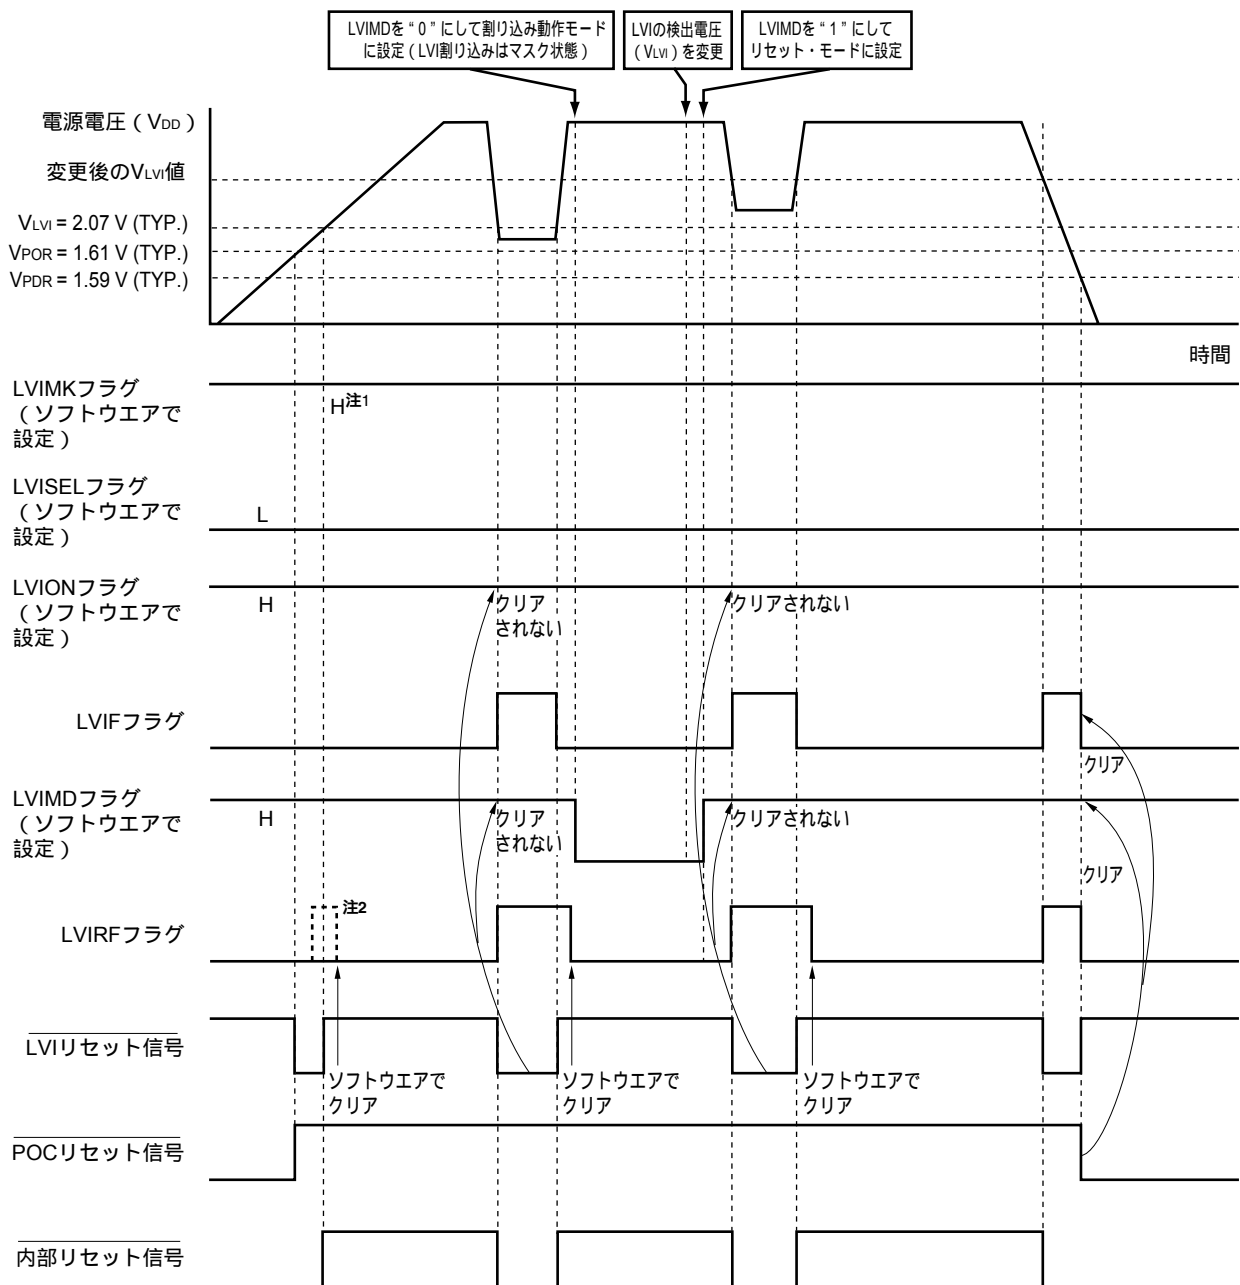 LVIMDを“0”にして割り込み動作モード
に設定(LVI割り込みはマスク状態)
LVIの検出電圧
(VLVI)を変更
LVIMDを“1”にして
リセット・モードに設定
電源電圧(VDD)
変更後のVLVI値
VLVI = 2.07 V (TYP.)
VPOR = 1.61 V (TYP.)
VPDR = 1.59 V (TYP.)
時間
LVIMKフラグ
(ソフトウエアで
設定)
H注1
LVISELフラグ
(ソフトウエアで
設定)
L
LVIONフラグ
(ソフトウエアで
設定)
H
クリア
されない
クリアされない
LVIFフラグ
クリア
LVIMDフラグ
(ソフトウエアで
設定)
H
クリア
されない
クリアされない
クリア
注2
LVIRFフラグ
LVIリセット信号
ソフトウエアで
クリア
ソフトウエアで
クリア
ソフトウエアで
クリア
POCリセット信号
内部リセット信号